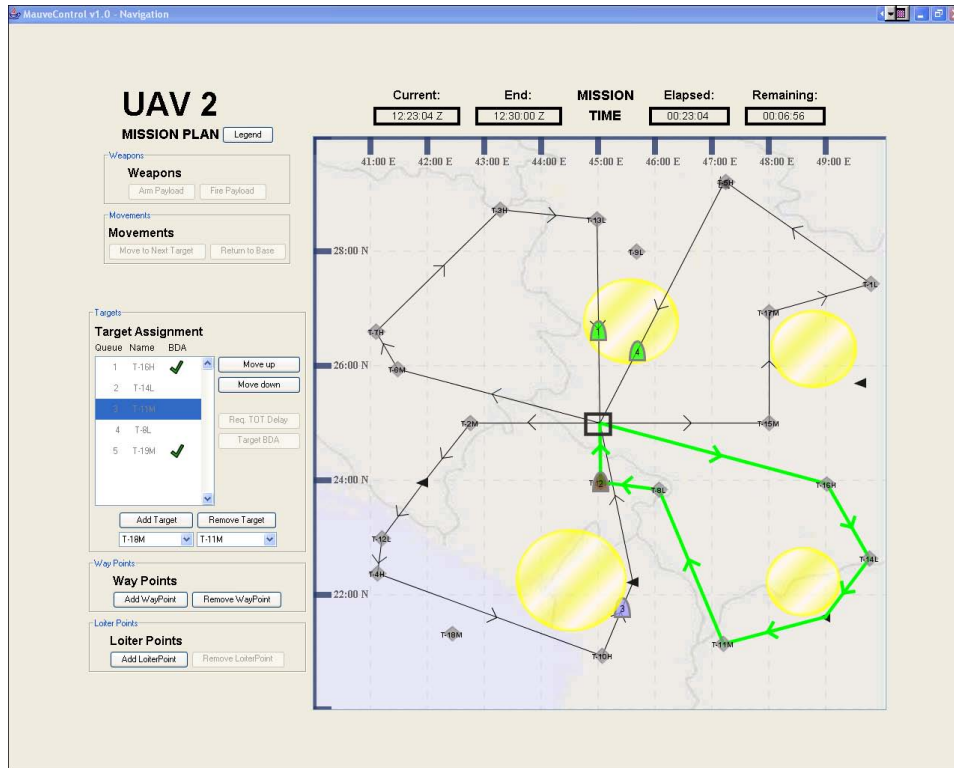 MauveControl v1.0 - Navigation
UAV 2
MISSION PLAN
Legend
Current:
End:
MISSION TIME
Elapsed:
Remaining:
12:23:04 Z
12:30:00 Z
00:23:04
00:06:56
Weapons
Weapons
Arm Payload
Fire Payload
Movements
Movements
Move to Next Target
Return to Base
Targets
Target Assignment
Queue Name BDA
1 T-16H
2 T-14L
3 T-11M
4 T-8L
5 T-19M
Move up
Move down
Req. TOT Delay
Target BDA
Add Target
Remove Target
T-18M
T-11M
Way Points
Way Points
Add WayPoint
Remove WayPoint
Loiter Points
Loiter Points
Add LoiterPoint
Remove LoiterPoint
41:00 E
42:00 E
43:00 E
44:00 E
45:00 E
46:00 E
47:00 E
48:00 E
49:00 E
28:00 N
26:00 N
24:00 N
22:00 N
T-5H
T-3H
T-13L
T-9L
T-1L
T-17M
T-7H
1
4
T-2M
T-15M
T-16H
T-8L
2
T-12L
T-14L
T-4H
3
T-18M
T-11M
T-10H